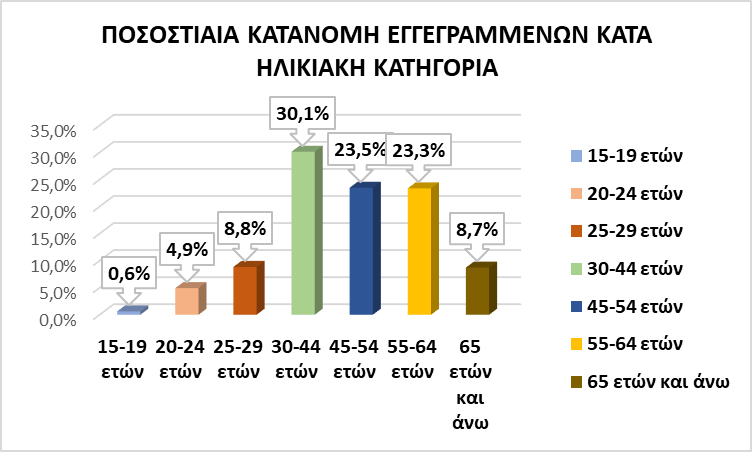 ΠΟΣΟΣΤΙΑΙΑ ΚΑΤΑΝΟΜΗ ΕΓΓΕΓΡΑΜΜΕΝΩΝ ΚΑΤΑ
ΗΛΙΚΙΑΚΗ ΚΑΤΗΓΟΡΙΑ
35,0%
30,0%
25,0%
20,0%
15,0%
10,0%
5,0%
0,0%
0,6%
4,9%
8,8%
30,1%
23,5%
23,3%
8,7%
15-19
ετών
20-24
ετών
25-29
ετών
30-44
ετών
45-54
ετών
55-64
ετών
65
ετών
και
άνω
15-19 ετών
20-24 ετών
25-29 ετών
30-44 ετών
45-54 ετών
55-64 ετών
65 ετών και άνω